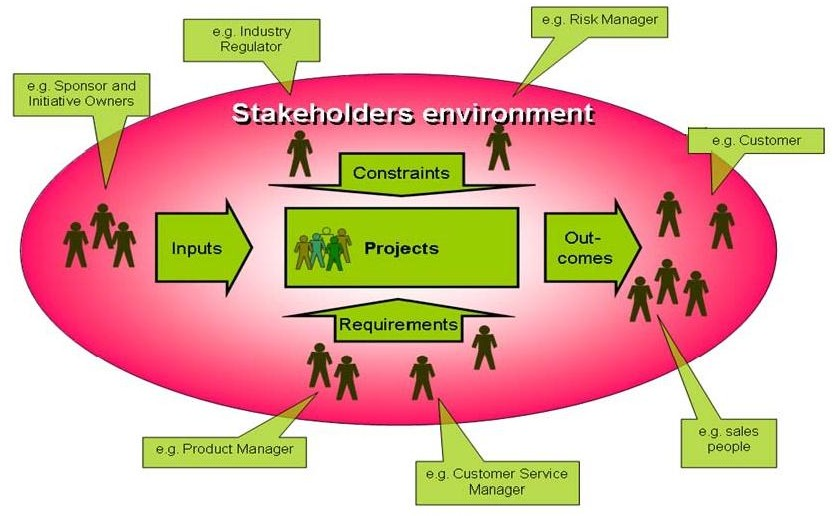 e.g. Industry
Regulator
e.g. Risk Manager
e.g. Sponsor and
Initiative Owners
Stakeholders environment
e.g. Customer
Constraints
Inputs
Projects
Out-
comes
Requirements
e.g. Product Manager
e.g. Customer Service
Manager
e.g. sales
people